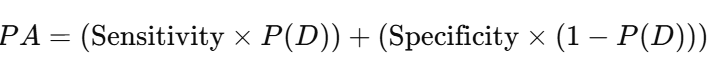 PA = (Sensitivity × P(D)) + (Specificity × (1 − P(D)))